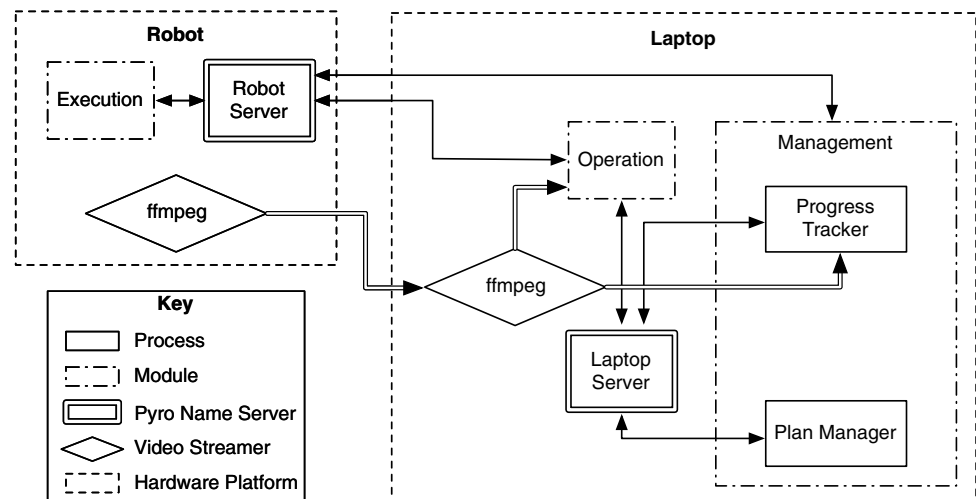 Robot
Execution
Robot
Server
ffmpeg
Laptop
Operation
Management
Progress
Tracker
ffmpeg
Laptop
Server
Plan Manager
Key
Process
Module
Pyro Name Server
Video Streamer
Hardware Platform